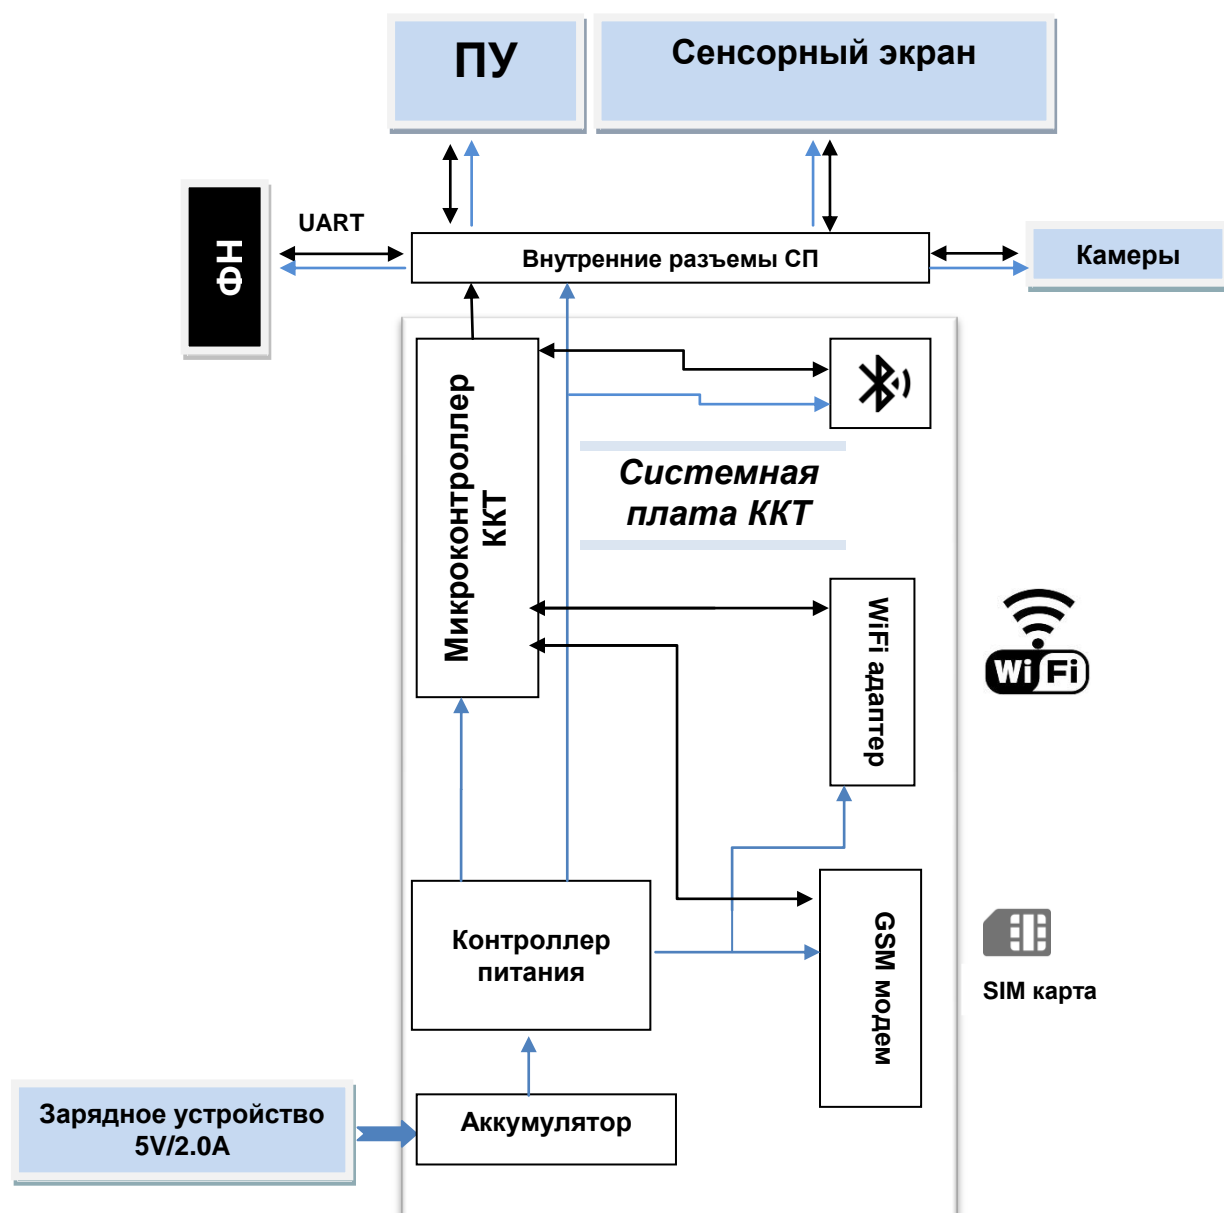 ПУ
Сенсорный экран
ФН
UART
Внутренние разъемы СП
Камеры
Микроконтроллер
ККТ
Системная
плата ККТ
WiFi адаптер
Wi Fi
Контроллер
питания
GSM модем
SIM карта
Зарядное устройство
5V/2.0A
Аккумулятор